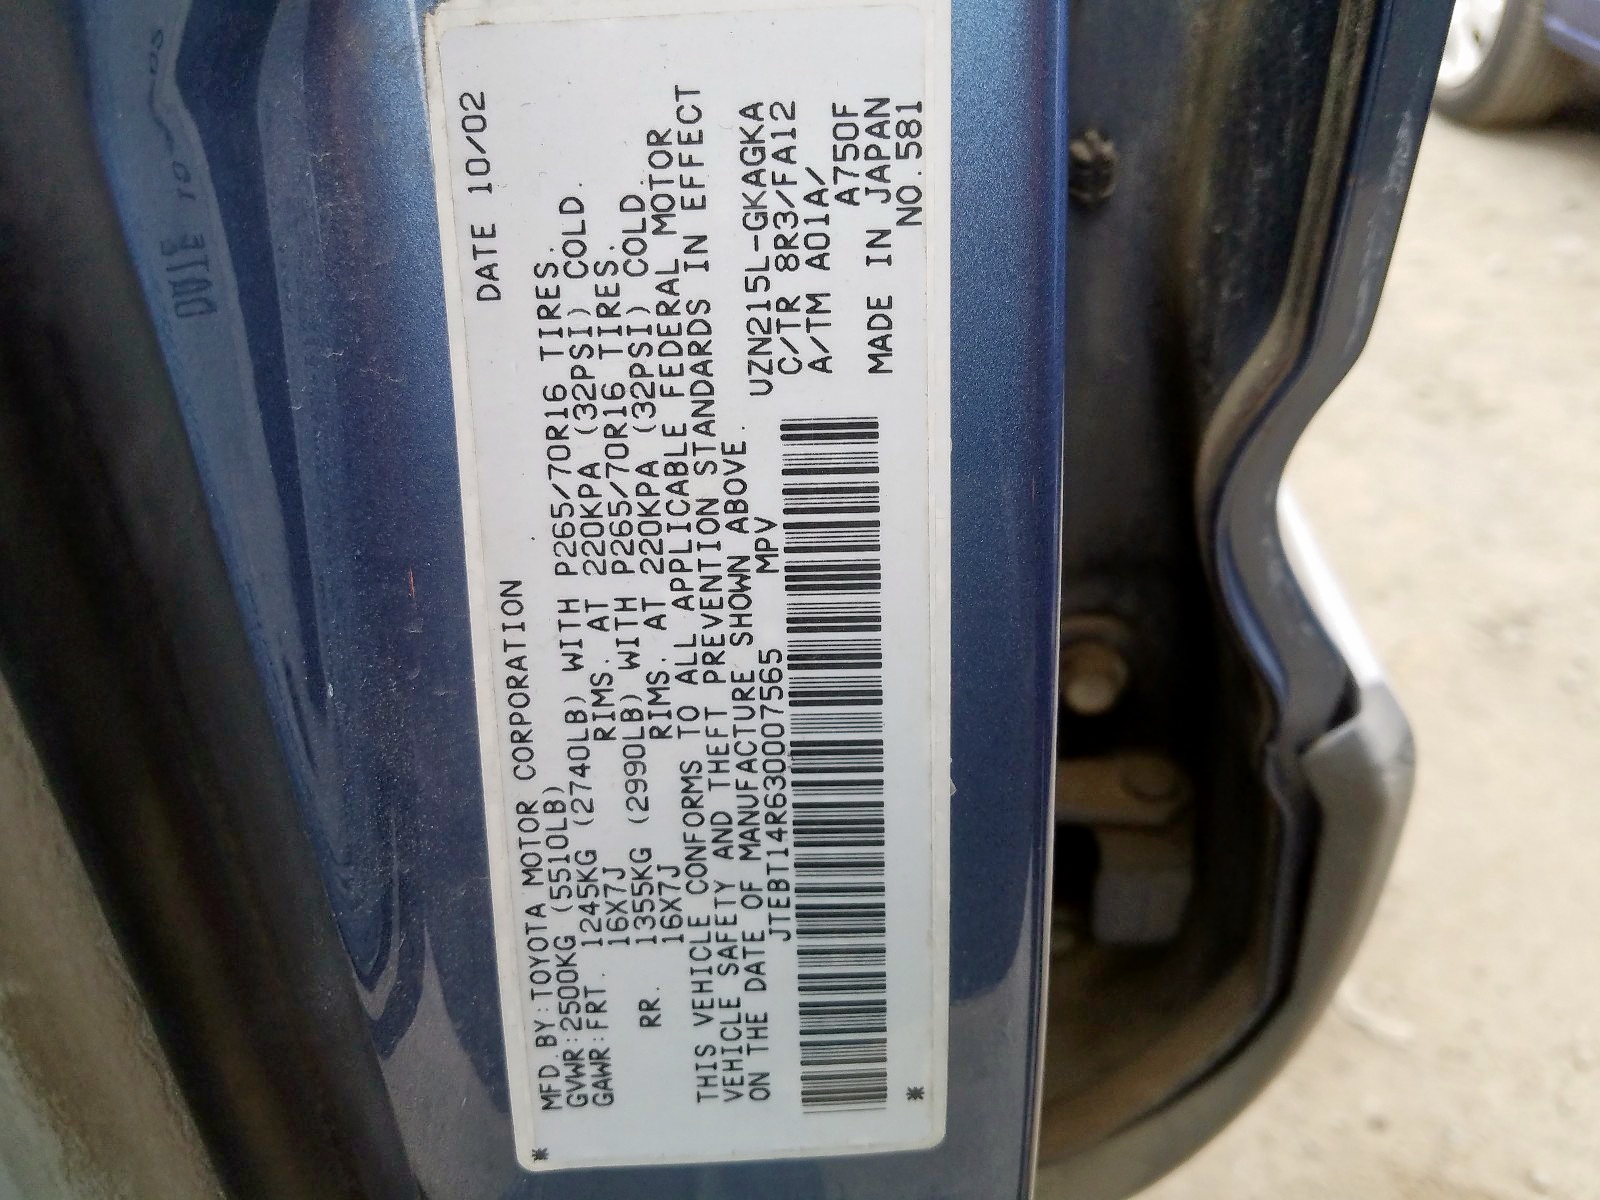 DATE 10/02
MFD.BY:TOYOTA MOTOR CORPORATION
GVWR:2500KG (5510LB)
GAWR:FRT. 1245KG (2740LB) WITH P265/70R16 TIRES.
16X7J RIMS. AT 220KPA (32PSI) COLD.
RR. 1355KG (2990LB) WITH P265/70R16 TIRES.
16X7J RIMS. AT 220KPA (32PSI) COLD.
THIS VEHICLE CONFORMS TO ALL APPLICABLE FEDERAL MOTOR
VEHICLE SAFETY AND THEFT PREVENTION STANDARDS IN EFFECT
ON THE DATE OF MANUFACTURE SHOWN ABOVE.
JTEBT14R630007565 MPV
UZN215L-GKAGKA
C/TR 8R3/FA12
A/TM A01A/
A750F
MADE IN JAPAN
NO.581